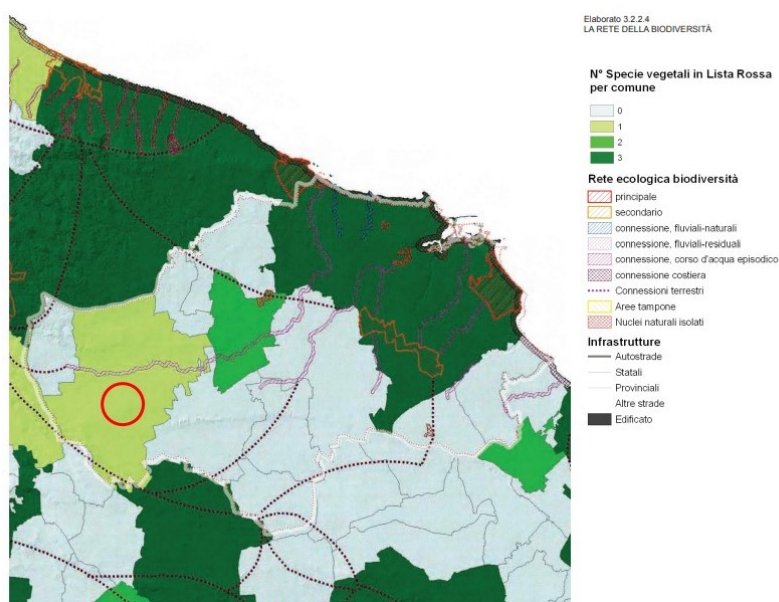 Elaborato 3.2.2.4
LA RETE DELLA BIODIVERSITÀ
N° Specie vegetali in Lista Rossa
per comune
0
1
2
3
Rete ecologica biodiversità
principale
secondario
connessione, fluviali-naturali
connessione, fluviali-residuali
connessione, corso d'acqua episodico
connessione costiera
Connessioni terrestri
Aree tampone
Nuclei naturali isolati
Infrastrutture
Autostrade
Statali
Provinciali
Altre strade
Edificato